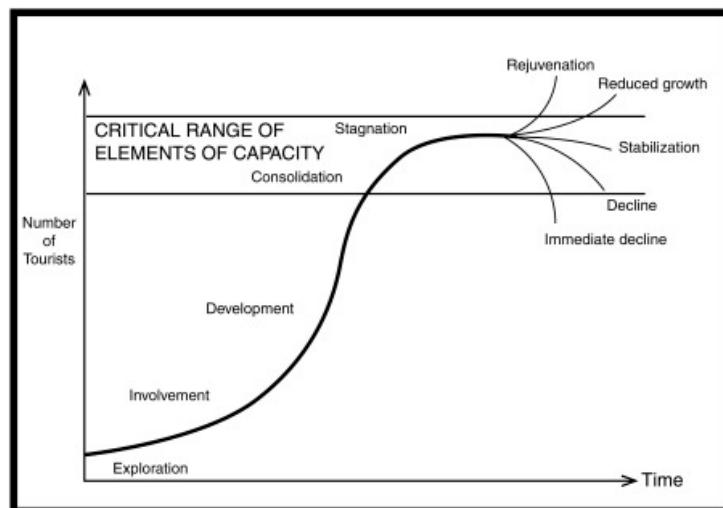 Rejuvenation
Reduced growth
CRITICAL RANGE OF
ELEMENTS OF CAPACITY
Stagnation
Stabilization
Consolidation
Decline
Number
of
Tourists
Immediate decline
Development
Involvement
Exploration
Time